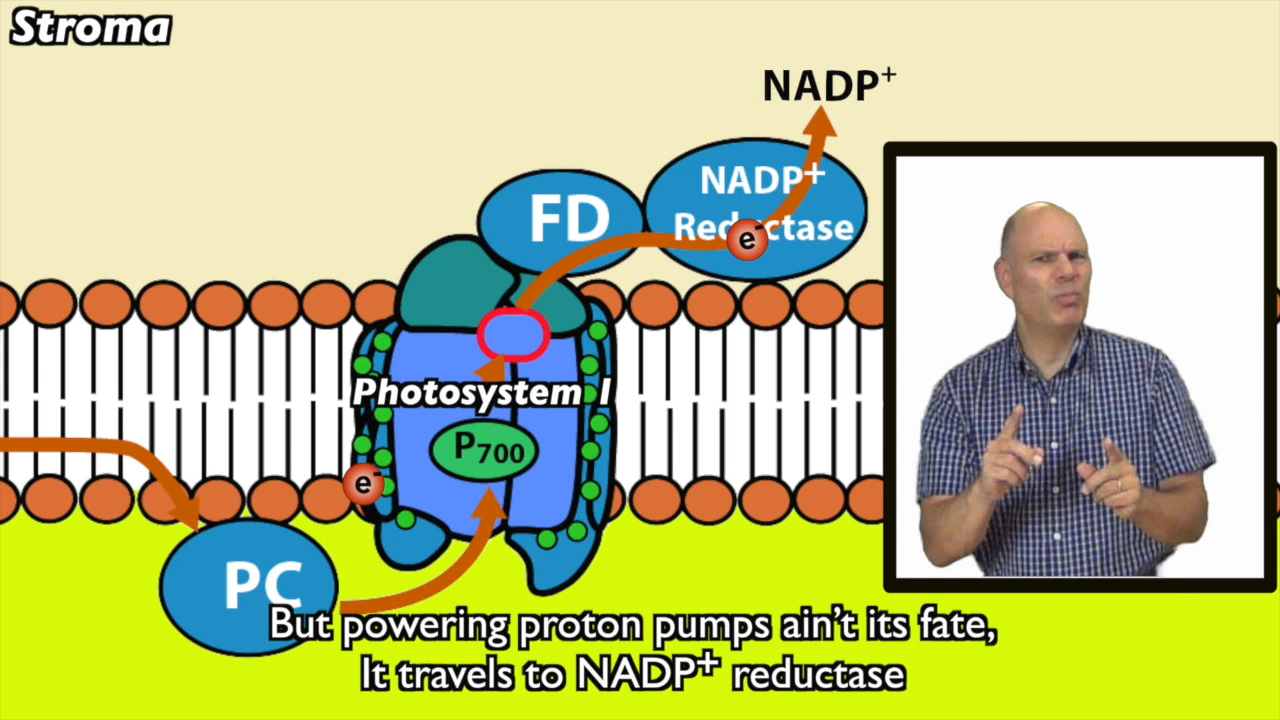 Stroma
NADP+
NADP+
Reductase
FD
e-
Photosystem I
P700
e-
PC
But powering proton pumps ain't its fate,
It travels to NADP+ reductase